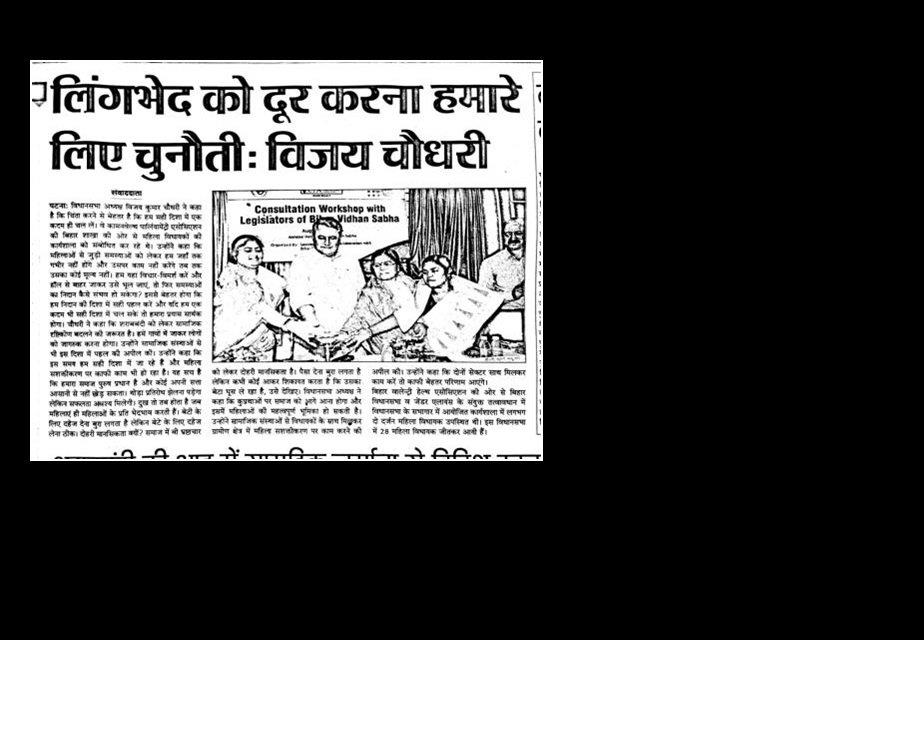 लिंगभेद को दूर करना हमारे
लिए चुनौती: विजय चौधरी
संवाददाता
पटना: विधानसभा अध्यक्ष विजय कुमार चौधरी ने कहा
है कि चिंता करने से बेहतर है कि हम सही दिशा में एक
कदम ही चल लें। वे कामनवेल्थ पार्लियामेंट्री एसोसिएशन
की बिहार शाखा की ओर से महिला विधायकों की
कार्यशाला को संबोधित कर रहे थे। उन्होंने कहा कि
महिलाओं से जुड़ी समस्याओं को लेकर हम जहाँ तक
गंभीर नहीं होंगे और उसपर काम नहीं करेंगे तब तक
उसका कोई मूल्य नहीं। हम यहा विचार-विमर्श करें और
हॉल से बाहर जाकर उसे भूल जाएं, तो फिर समस्याओं
का निदान कैसे संभव हो सकेगा? इससे बेहतर होगा कि
हम निदान की दिशा में सही पहल करें और यदि हम एक
कदम भी सही दिशा में चल सके तो हमारा प्रयास सार्थक
होगा। चौधरी ने कहा कि शराबबंदी को लेकर सामाजिक
दृष्टिकोण बदलने की जरूरत है। हमें गांवों में जाकर लोगों
को जागरूक करना होगा। उन्होंने सामाजिक संस्थाओं से
भी इस दिशा में पहल की अपील की। उन्होंने कहा कि
इस समय हम सही दिशा में जा रहे हैं और महिला
सशक्तीकरण पर काफी काम भी हो रहा है। यह सच है
कि हमारा समाज पुरुष प्रधान है और कोई अपनी सत्ता
आसानी से नहीं छोड़ सकता। थोड़ा प्रतिरोध झेलना पड़ेगा
लेकिन सफलता अवश्य मिलेगी। दुख तो तब होता है जब
महिलाएं ही महिलाओं के प्रति भेदभाव करती हैं। बेटी के
लिए दहेज देना बुरा लगता है लेकिन बेटे के लिए दहेज
लेना ठीक। दोहरी मानसिकता क्यों? समाज में भी भ्रष्टाचार
Consultation Workshop with
Legislators of Vidhan Sabha
को लेकर दोहरी मानसिकता है। पैसा देना बुरा लगता है
लेकिन कभी कोई आकर शिकायत करता है कि उसका
बेटा घूस ले रहा है, उसे देखिए। विधानसभा अध्यक्ष ने
कहा कि कुप्रथाओं पर समाज को आगे आना होगा और
इसमें महिलाओं की महत्वपूर्ण भूमिका हो सकती है।
उन्होंने सामाजिक संस्थाओं से विधायकों के साथ मिलकर
ग्रामीण क्षेत्र में महिला सशक्तीकरण पर काम करने की
अपील की। उन्होंने कहा कि दोनों सेक्टर साथ मिलकर
काम करें तो काफी बेहतर परिणाम आएंगे।
बिहार वालेन्ट्री हेल्थ एसोसिएशन की ओर से बिहार
विधानसभा व जेंडर एलायंस के संयुक्त तत्वावधान में
विधानसभा के सभागार में आयोजित कार्यशाला में लगभग
दो दर्जन महिला विधायक उपस्थित थीं। इस विधानसभा
में 28 महिला विधायक जीतकर आयी हैं।